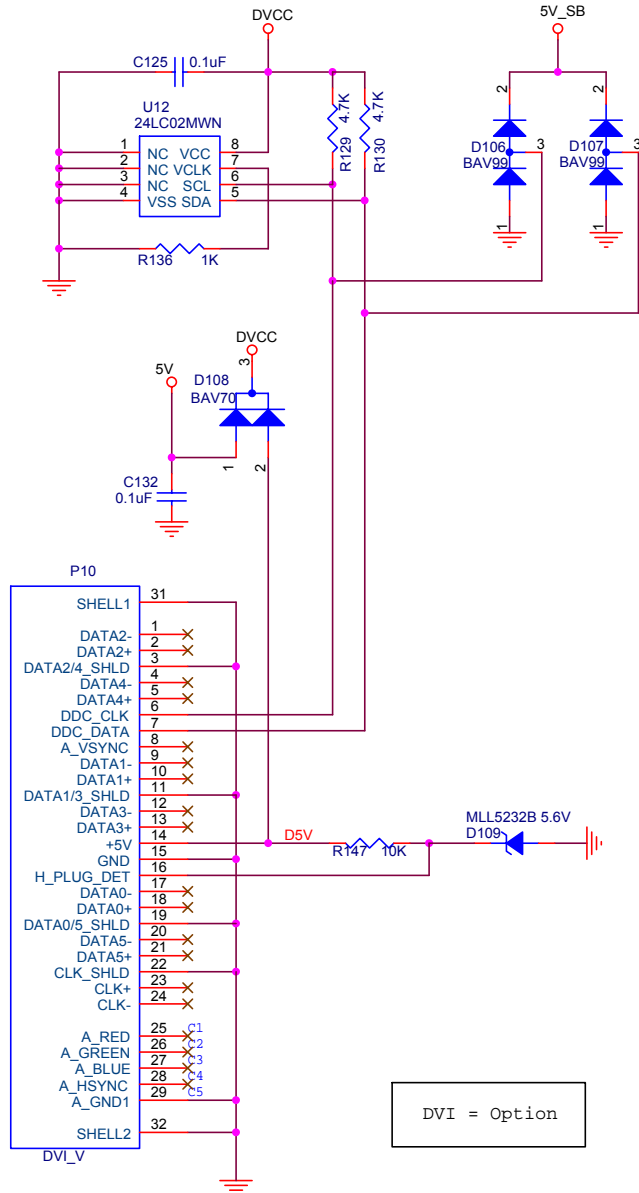 DVCC
5V_SB
C125 0.1uF
U12
24LC02MWN
1 NC VCC 8
2 NC VCLK 7
3 NC SCL 6
4 VSS SDA 5
R129 4.7K
R130 4.7K
R136 1K
2
2
D106
BAV99
3
D107
BAV99
3
1
1
DVCC
5V
3
D108
BAV70
1
2
C132
0.1uF
P10
SHELL1 31
DATA2- 1
DATA2+ 2
DATA2/4_SHLD 3
DATA4- 4
DATA4+ 5
DDC_CLK 6
DDC_DATA 7
A_VSYNC 8
DATA1- 9
DATA1+ 10
DATA1/3_SHLD 11
DATA3- 12
DATA3+ 13
+5V 14
GND 15
H_PLUG_DET 16
DATA0- 17
DATA0+ 18
DATA0/5_SHLD 19
DATA5- 20
DATA5+ 21
CLK_SHLD 22
CLK+ 23
CLK- 24
A_RED 25 C1
A_GREEN 26 C2
A_BLUE 27 C3
A_HSYNC 28 C4
A_GND1 29 C5
SHELL2 32
DVI_V
D5V
R147 10K
MLL5232B 5.6V
D109
DVI = Option